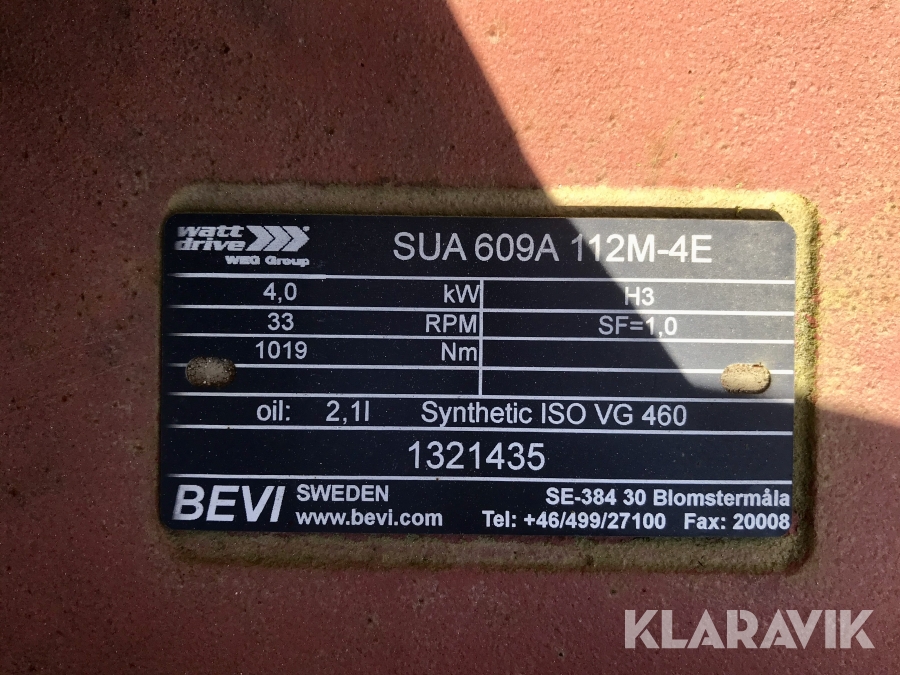 watt
drive
WEG Group
SUA 609A 112M-4E
4,0 kW H3
33 RPM SF=1,0
1019 Nm
oil: 2,1l Synthetic ISO VG 460
1321435
BEVI SWEDEN SE-384 30 Blomstermåla
www.bevi.com Tel: +46/499/27100 Fax: 20008
KLARAVIK